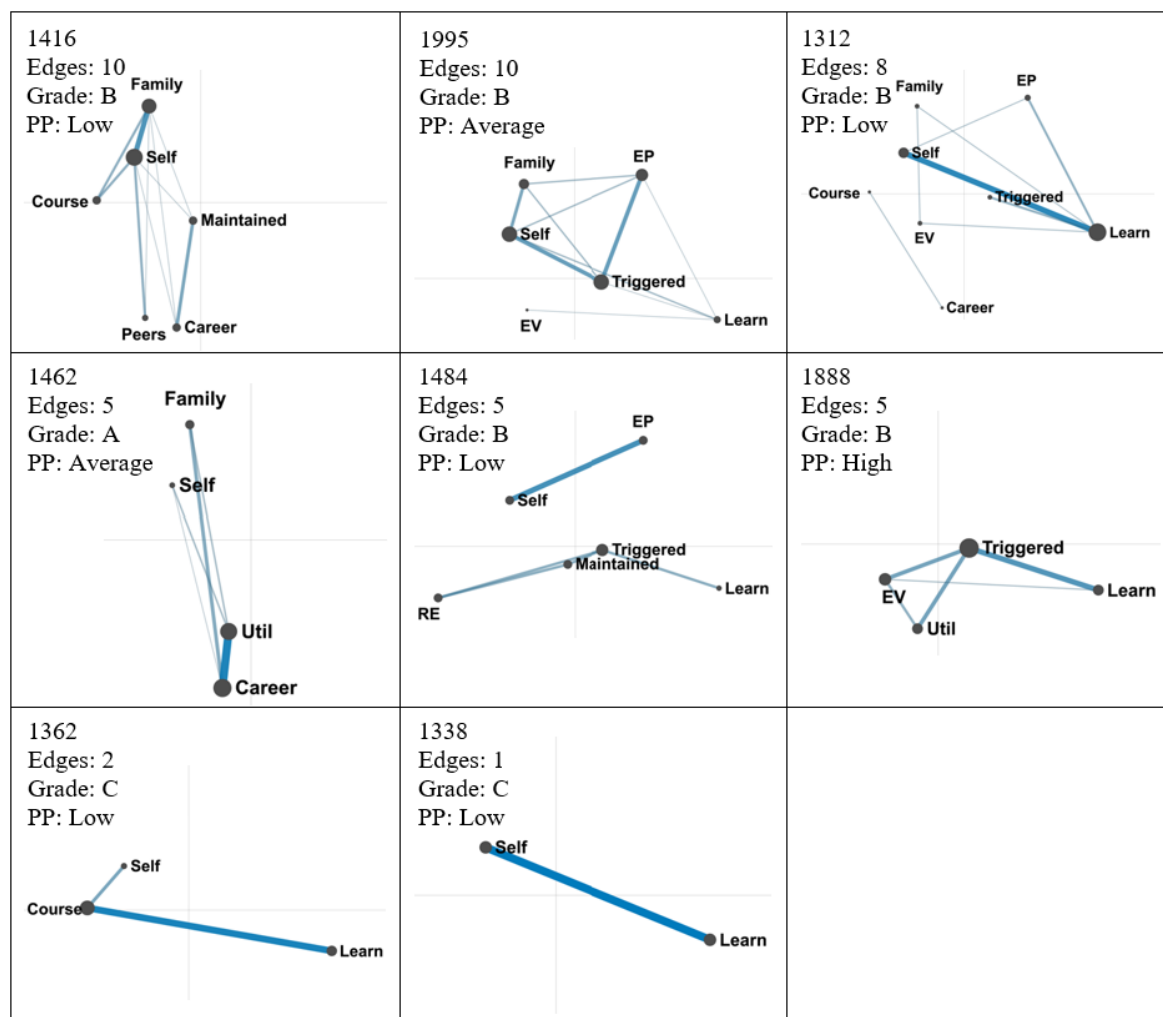 1416
Edges: 10
Grade: B
PP: Low
Family
Self
Course
Maintained
Peers
Career
1995
Edges: 10
Grade: B
PP: Average
Family
EP
Self
Triggered
EV
Learn
1312
Edges: 8
Grade: B
PP: Low
Family
EP
Self
Course
Triggered
EV
Learn
Career
1462
Edges: 5
Grade: A
PP: Average
Family
Self
Util
Career
1484
Edges: 5
Grade: B
PP: Low
EP
Self
Triggered
Maintained
Learn
RE
1888
Edges: 5
Grade: B
PP: High
Triggered
EV
Learn
Util
1362
Edges: 2
Grade: C
PP: Low
Self
Course
Learn
1338
Edges: 1
Grade: C
PP: Low
Self
Learn